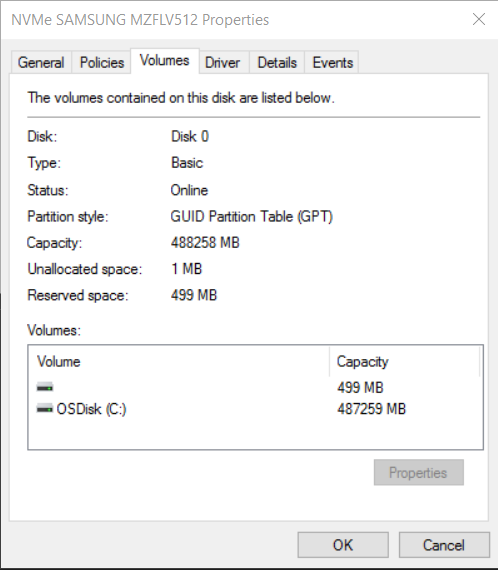 NVMe SAMSUNG MZFLV512 Properties
General Policies Volumes Driver Details Events
The volumes contained on this disk are listed below.
Disk: Disk 0
Type: Basic
Status: Online
Partition style: GUID Partition Table (GPT)
Capacity: 488258 MB
Unallocated space: 1 MB
Reserved space: 499 MB
Volumes:
Volume Capacity
499 MB
OSDisk (C:) 487259 MB
Properties
OK Cancel